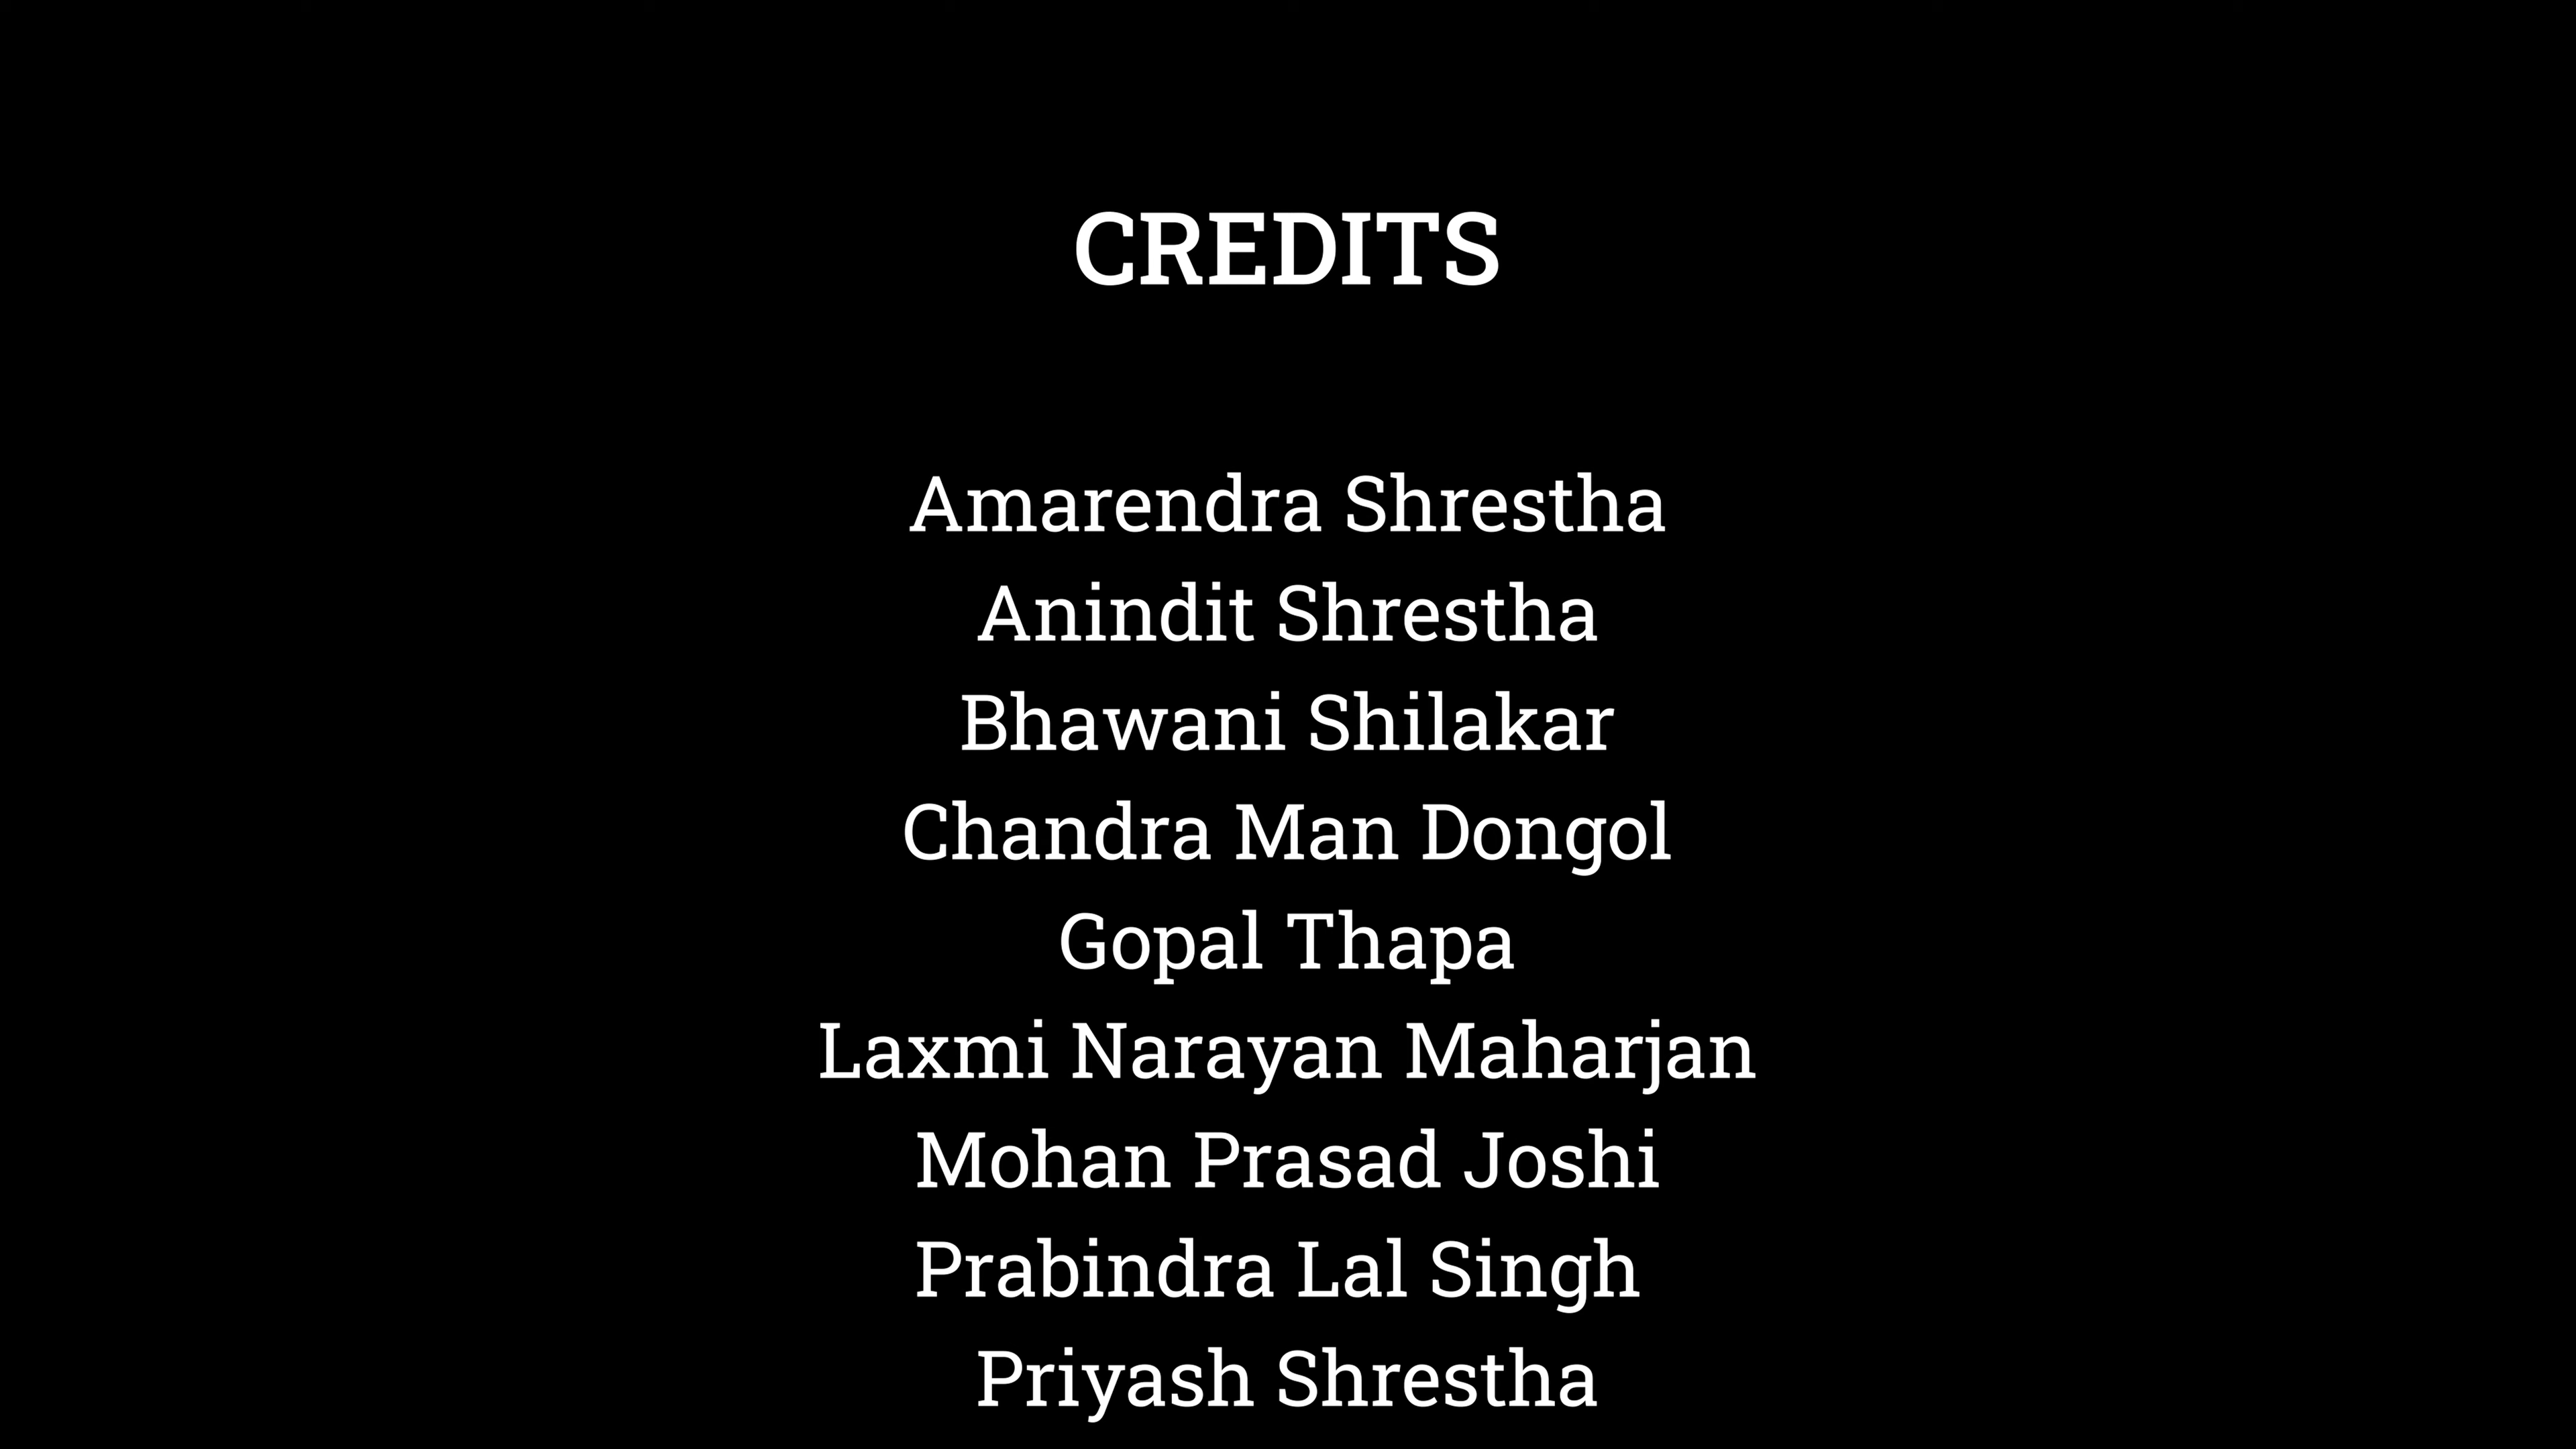 CREDITS
Amarendra Shrestha
Anindit Shrestha
Bhawani Shilakar
Chandra Man Dongol
Gopal Thapa
Laxmi Narayan Maharjan
Mohan Prasad Joshi
Prabindra Lal Singh
Priyash Shrestha